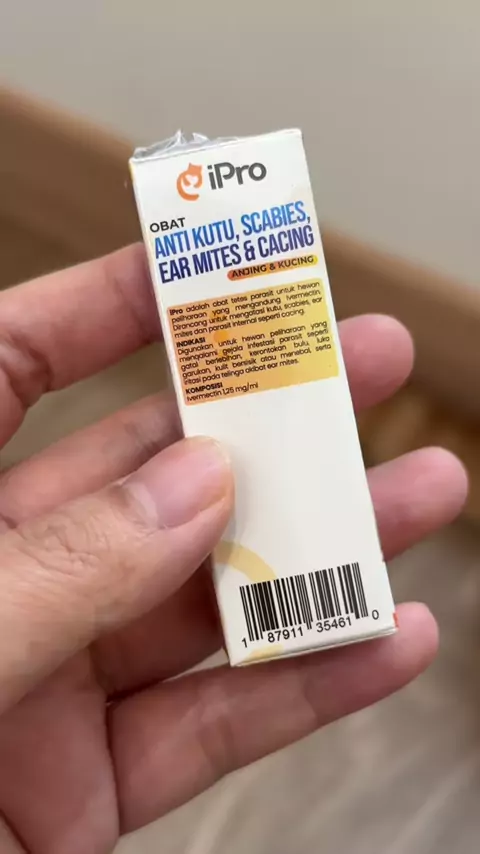 iPro
OBAT
ANTI KUTU, SCABIES,
EAR MITES & CACING
ANJING & KUCING
iPro adalah obat tetes parasit untuk hewan
peliharaan yang mengandung Ivermectin,
Dirancang untuk mengatasi kutu, scabies, ear
mites dan parasit internal seperti cacing.
INDIKASI
Digunakan untuk hewan peliharaan yang
mengalami gejala infestasi parasit seperti
gatal berlebihan, kerontokan bulu, luka
garukan, kulit bersisik atau menebal, serta
iritasi pada telinga akibat ear mites.
KOMPOSISI
Ivermectin 1,25 mg/ml
1 87911 35461 0